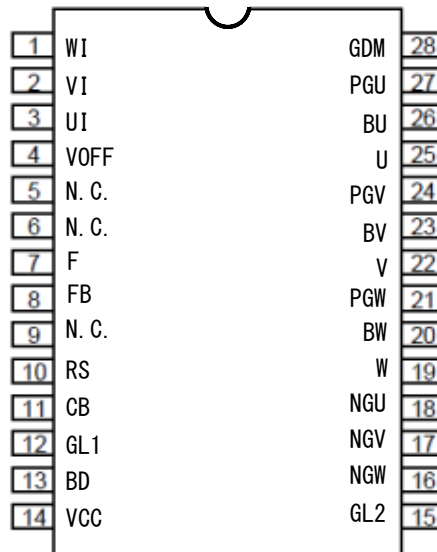 1 WI GDM 28
2 VI PGU 27
3 UI BU 26
4 VOFF U 25
5 N.C. PGV 24
6 N.C. BV 23
7 F V 22
8 FB PGW 21
9 N.C. BW 20
10 RS W 19
11 CB NGU 18
12 GL1 NGV 17
13 BD NGW 16
14 VCC GL2 15